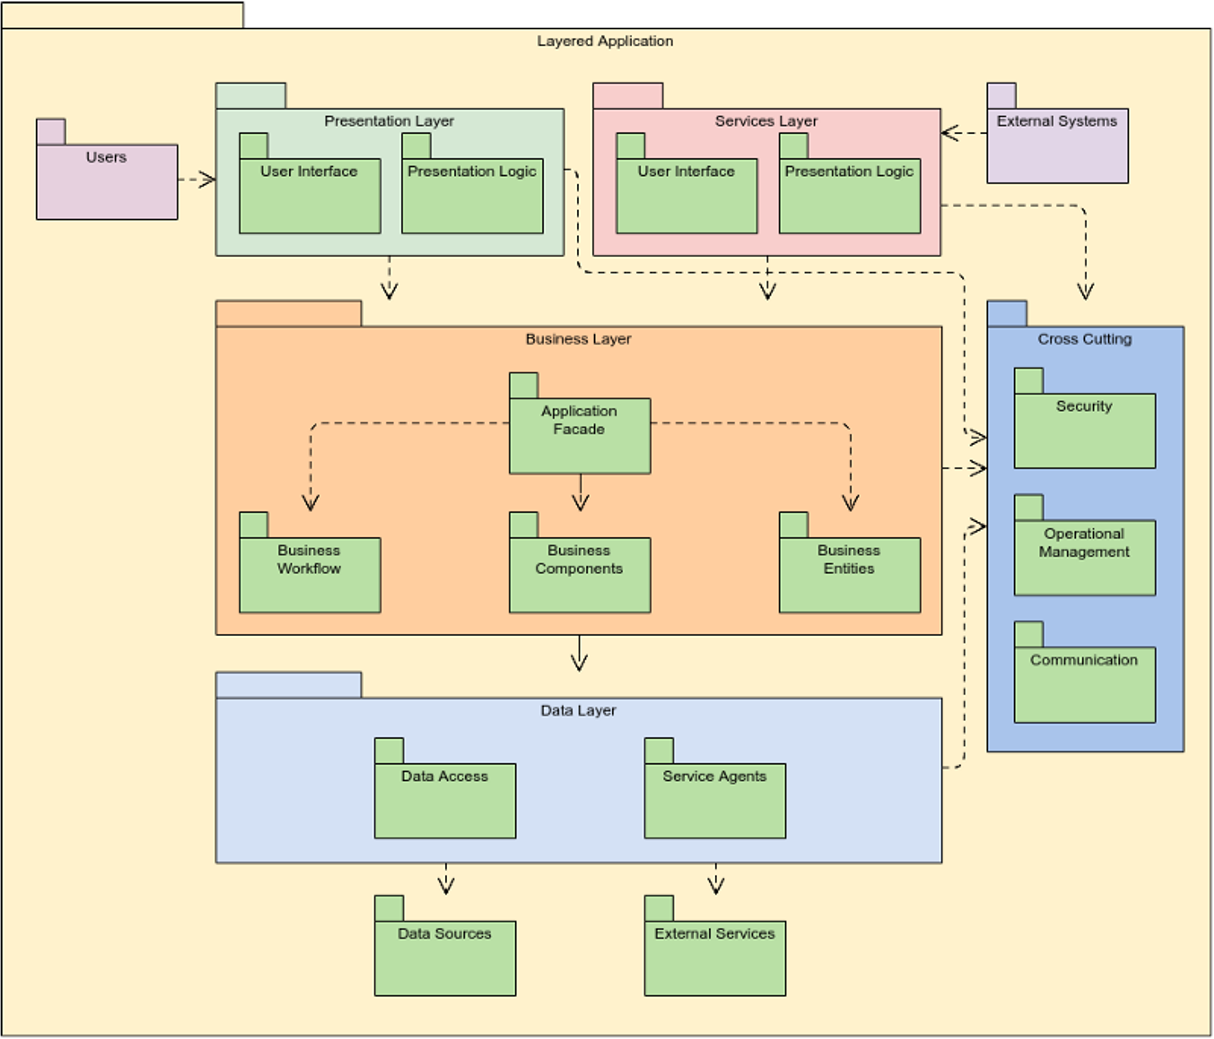 Layered Application
Users
Presentation Layer
User Interface
Presentation Logic
Services Layer
User Interface
Presentation Logic
External Systems
Business Layer
Application
Facade
Business
Workflow
Business
Components
Business
Entities
Cross Cutting
Security
Operational
Management
Communication
Data Layer
Data Access
Service Agents
Data Sources
External Services